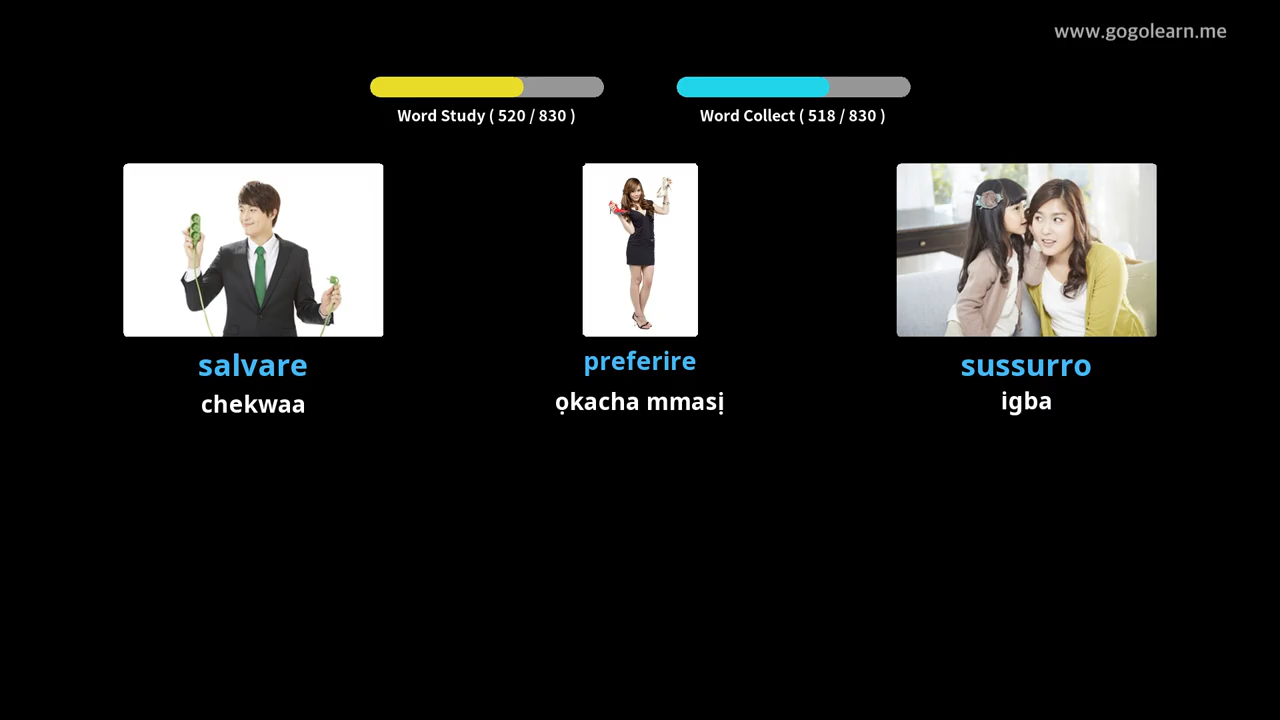 www.gogolearn.me
Word Study ( 520 / 830 )
Word Collect ( 518 / 830 )
salvare
preferire
sussurro
chekwaa
ọkacha mmasị
igba